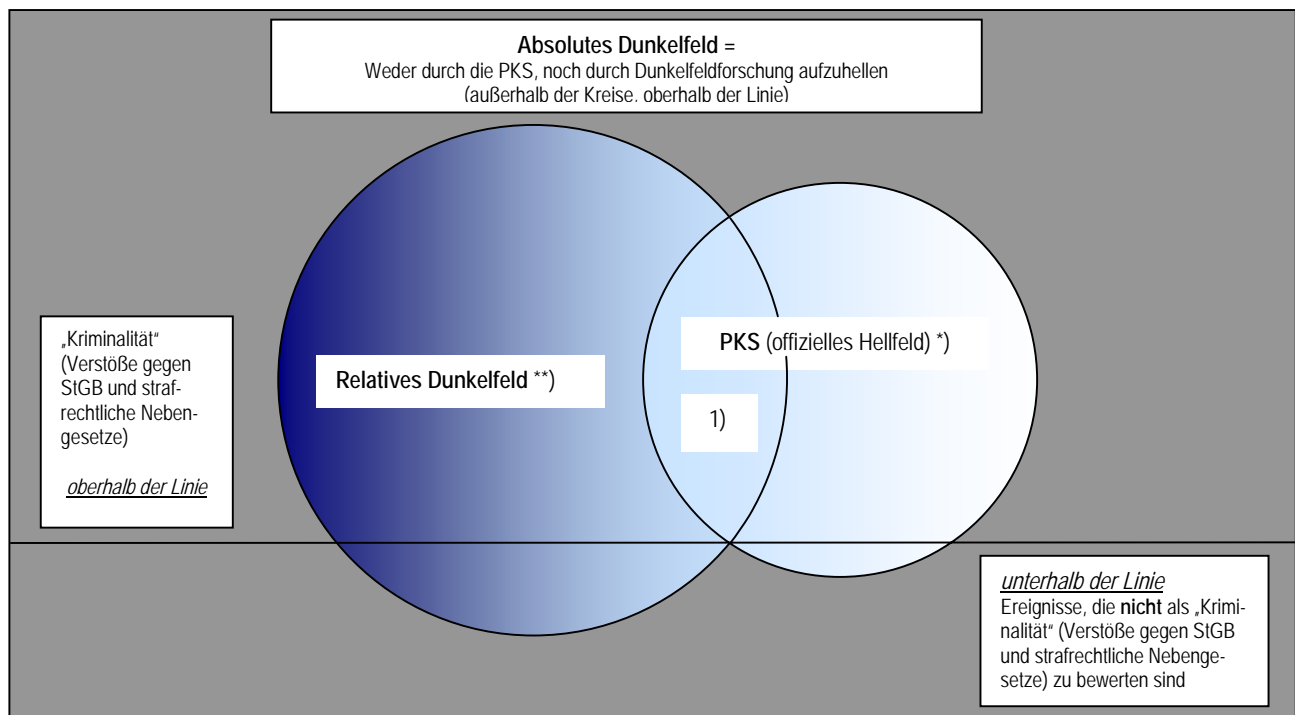 Absolutes Dunkelfeld =
Weder durch die PKS, noch durch Dunkelfeldforschung aufzuhellen
(außerhalb der Kreise, oberhalb der Linie)
„Kriminalität“
(Verstöße gegen
StGB und straf-
rechtliche Neben-
gesetze)
oberhalb der Linie
Relatives Dunkelfeld **)
PKS (offizielles Hellfeld) *)
1)
unterhalb der Linie
Ereignisse, die nicht als „Krimi-
nalität“ (Verstöße gegen StGB
und strafrechtliche Nebenge-
setze) zu bewerten sind